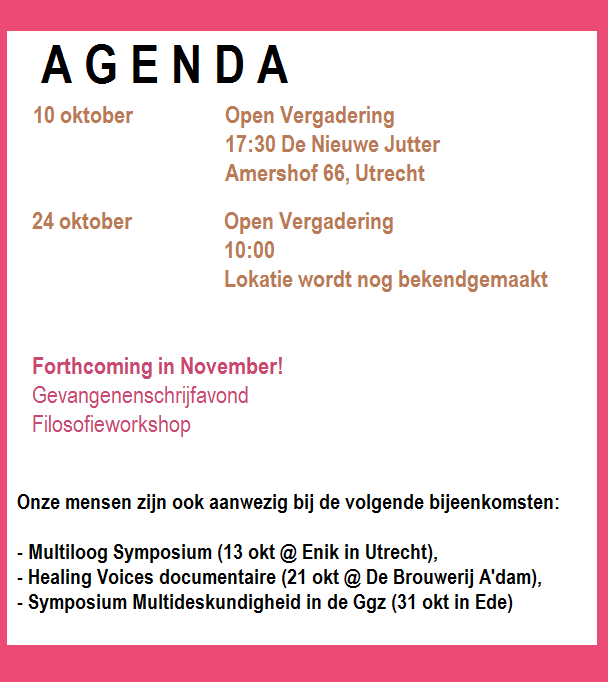 AGENDA
10 oktober Open Vergadering
17:30 De Nieuwe Jutter
Amershof 66, Utrecht
24 oktober Open Vergadering
10:00
Lokatie wordt nog bekendgemaakt
Forthcoming in November!
Gevangenenschrijfavond
Filosofieworkshop
Onze mensen zijn ook aanwezig bij de volgende bijeenkomsten:
- Multiloog Symposium (13 okt @ Enik in Utrecht),
- Healing Voices documentaire (21 okt @ De Brouwerij A'dam),
- Symposium Multideskundigheid in de Ggz (31 okt in Ede)